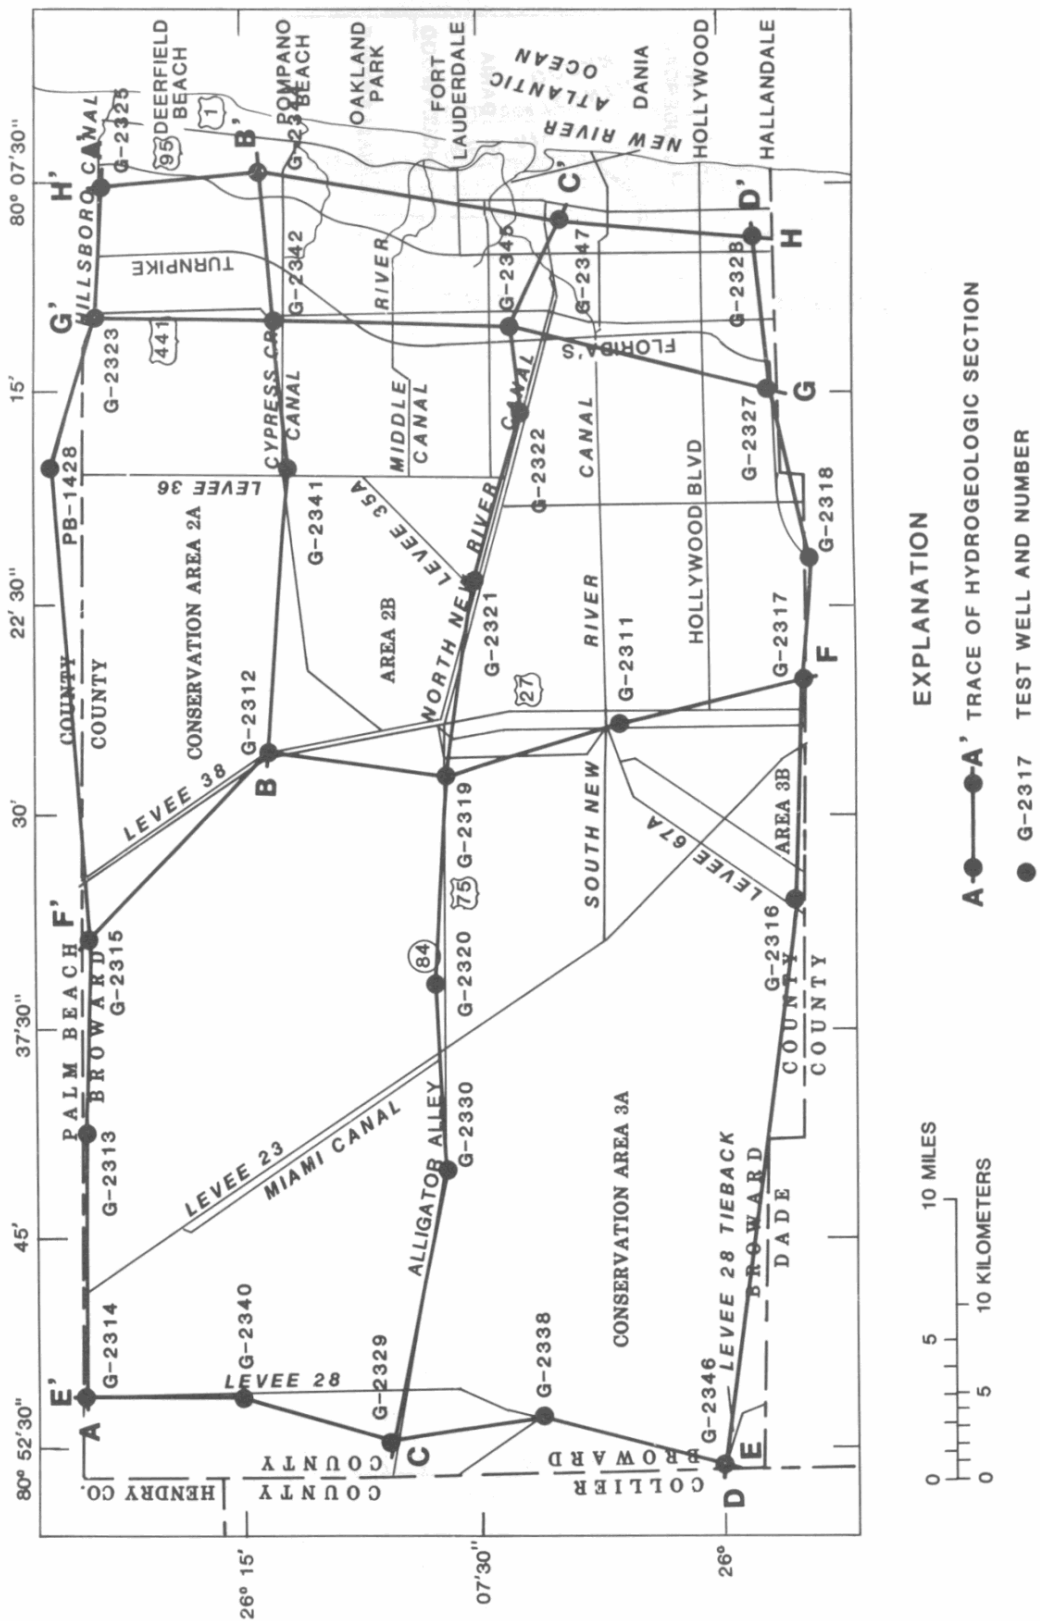 80° 52'30"
45'
37'30"
30'
22' 30"
15'
80° 07'30"
26° 15'
07'30"
26°
HENDRY CO.
COUNTY
COUNTY
COLLIER
BROWARD
PALM BEACH
BROWARD
COUNTY
COUNTY
A
E'
G-2314
G-2313
F'
G-2315
PB-1428
G'
HILLSBORO CANAL
G-2323
H'
A'
G-2325
DEERFIELD
BEACH
95
1
441
TURNPIKE
G-2340
LEVEE 28
LEVEE 23
MIAMI CANAL
LEVEE 38
CONSERVATION AREA 2A
LEVEE 36
B
G-2312
G-2341
CYPRESS CR.
CANAL
G-2342
B'
POMPANO
BEACH
OAKLAND
PARK
G-2329
C
ALLIGATOR ALLEY
G-2330
84
G-2320
75
G-2319
AREA 2B
LEVEE 35A
NORTH NEW RIVER CANAL
G-2321
MIDDLE RIVER
CANAL
G-2322
G-2345
FORT
LAUDERDALE
ATLANTIC
OCEAN
C'
G-2347
NEW RIVER
G-2338
CONSERVATION AREA 3A
SOUTH NEW RIVER CANAL
27
G-2311
LEVEE 67A
FLORIDA'S
DANIA
HOLLYWOOD BLVD
HOLLYWOOD
G-2346
D
E
LEVEE 28 TIEBACK
BROWARD
DADE
COUNTY
COUNTY
G-2316
AREA 3B
G-2317
F
G-2318
G-2327
G
G-2328
D'
H
HALLANDALE
0 5 10 MILES
0 5 10 KILOMETERS
EXPLANATION
A A' TRACE OF HYDROGEOLOGIC SECTION
G-2317 TEST WELL AND NUMBER